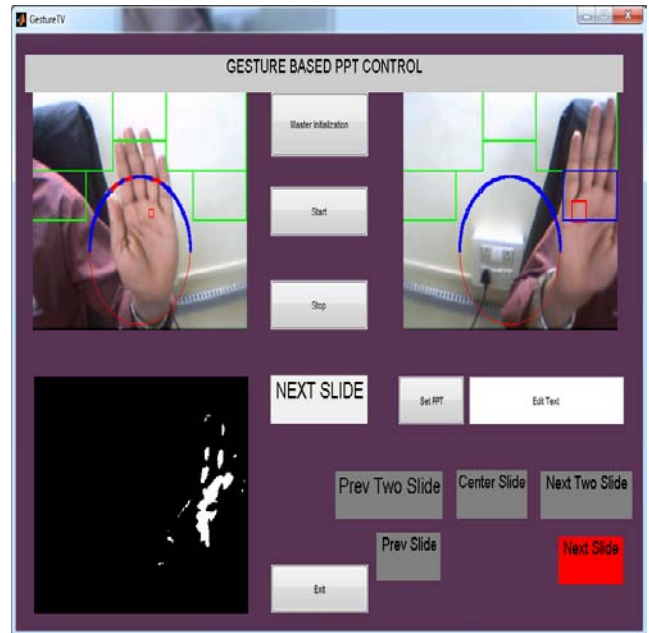 GestureTV
GESTURE BASED PPT CONTROL
Master Initialization
Start
Stop
NEXT SLIDE
Set PPT
Edit Text
Prev Two Slide
Center Slide
Next Two Slide
Prev Slide
Next Slide
Exit